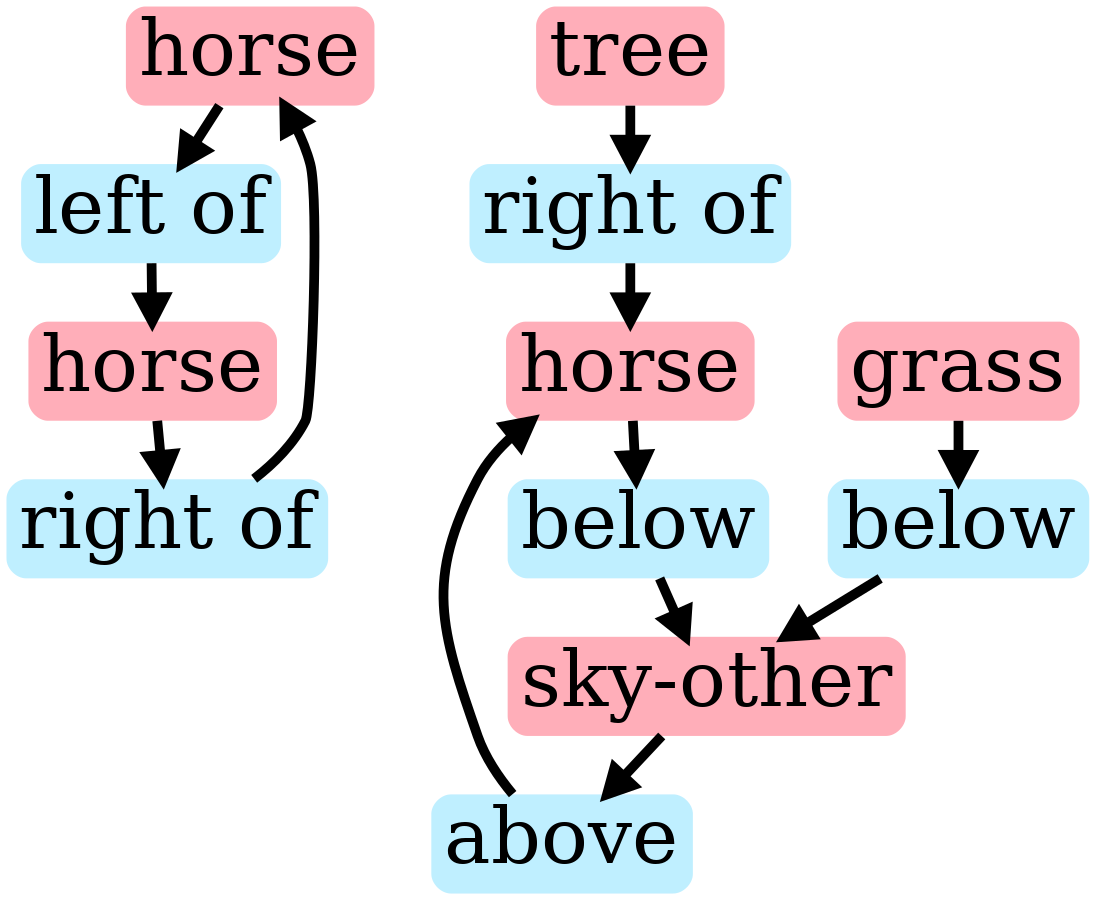 horse
tree
left of
right of
horse
horse
grass
right of
below
below
sky-other
above